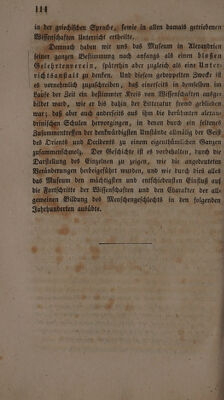 114
in der griechischen Sprache, sowie in allen damals getriebenen
Wissenschaften Unterricht ertheilte.
Demnach haben wir uns das Museum in Alexandrien
seiner ganzen Bestimmung nach anfangs als einen bloßen
Gelehrtenverein, späterhin aber zugleich als eine Unter-
richtsanstalt zu denken. Und diesem gedoppelten Zwecke ist
es vornehmlich zuzuschreiben, daß einerseits in demselben im
Laufe der Zeit ein bestimmter Kreis von Wissenschaften ausge-
bildet ward, wie er bis dahin der Litteratur fremd geblieben
war; daß aber auch anderseits aus ihm die berühmten alexan-
drinischen Schulen hervorgingen, in denen durch ein seltenes
Zusammentreffen der denkwürdigsten Umstände allmälig der Geist
des Orients und Occidents zu einem eigenthümlichen Ganzen
zusammenschmolz. Der Geschichte ist es vorbehalten, durch die
Darstellung des Einzelnen zu zeigen, wie die angedeuteten
Veränderungen herbeigeführt wurden, und wie durch dies alles
das Museum den mächtigsten und entschiedensten Einfluß auf
die Fortschritte der Wissenschaften und den Charakter der all-
gemeinen Bildung des Menschengeschlechts in den folgenden
Jahrhunderten ausübte.